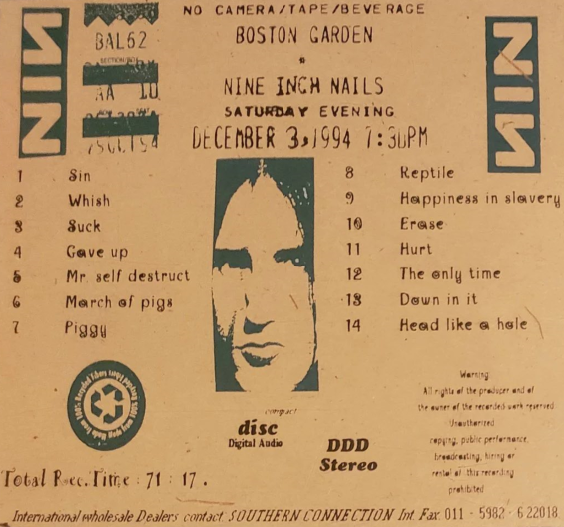 NIN
NO CAMERA/TAPE/BEVERAGE
BAL62
BOSTON GARDEN
AA 10
NINE INCH NAILS
SATURDAY EVENING
DECEMBER 3, 1994 7:30PM
NIN
1 Sin
2 Whish
3 Suck
4 Gave up
5 Mr. self destruct
6 March of pigs
7 Piggy
8 Reptile
9 Happiness in slavery
10 Erase
11 Hurt
12 The only time
13 Down in it
14 Head like a hole
compact
disc
Digital Audio
DDD
Stereo
Warning
All rights of the producer and of
the owner of the recorded work reserved
Unauthorized
copying, public performance,
broadcasting, hiring or
rental of this recording
prohibited
Total Rec.Time : 71 : 17 .
International wholesale Dealers contact SOUTHERN CONNECTION Int. Fax 011 - 5982 - 622018